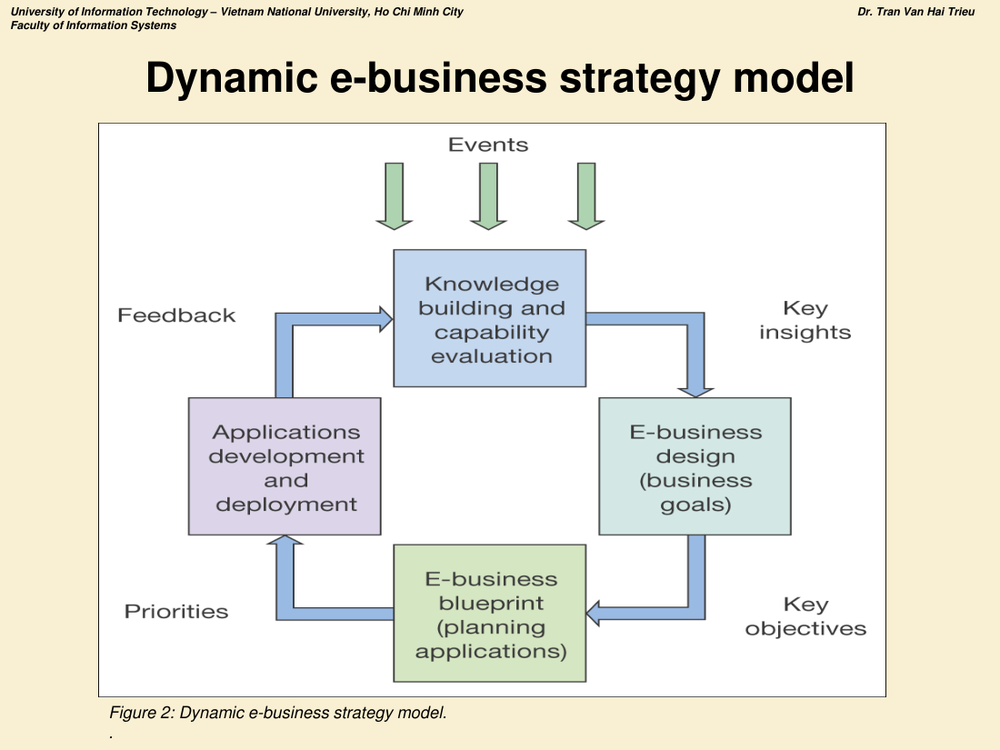 University of Information Technology – Vietnam National University, Ho Chi Minh City
Faculty of Information Systems
Dr. Tran Van Hai Trieu
Dynamic e-business strategy model
Events
Knowledge
building and
capability
evaluation
Feedback
Key
insights
Applications
development
and
deployment
E-business
design
(business
goals)
E-business
blueprint
(planning
applications)
Priorities
Key
objectives
Figure 2: Dynamic e-business strategy model.
.